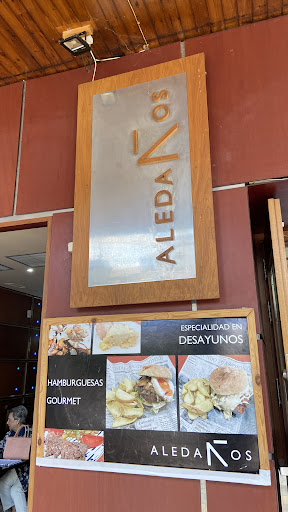 ALEDAÑOS
ESPECIALIDAD EN
DESAYUNOS
HAMBURGUESAS
GOURMET
ALEDAÑOS